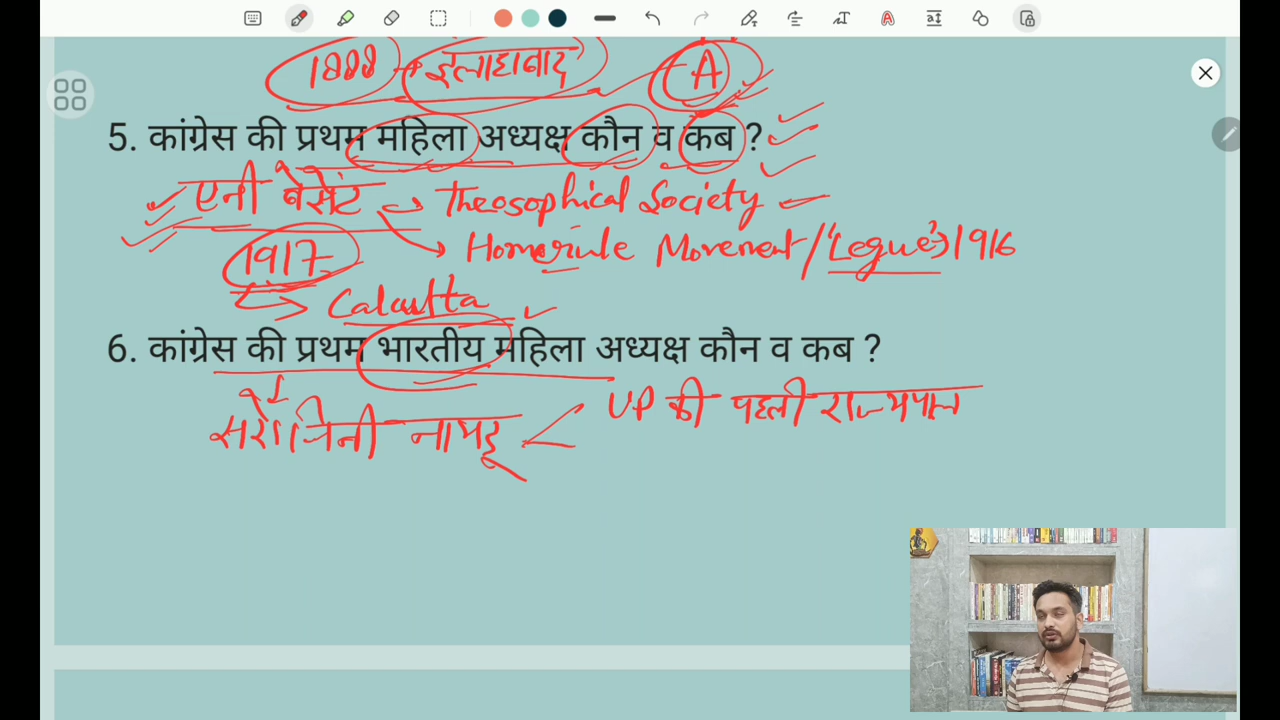 1888 → इलाहाबाद A
5. कांग्रेस की प्रथम महिला अध्यक्ष कौन व कब ?
एनी बेसेंट → Theosophical Society
1917 → Homerule Movement/"Legue" 1916
→ Calcutta
6. कांग्रेस की प्रथम भारतीय महिला अध्यक्ष कौन व कब ?
सरोजिनी नायडू < UP की पहली राज्यपाल